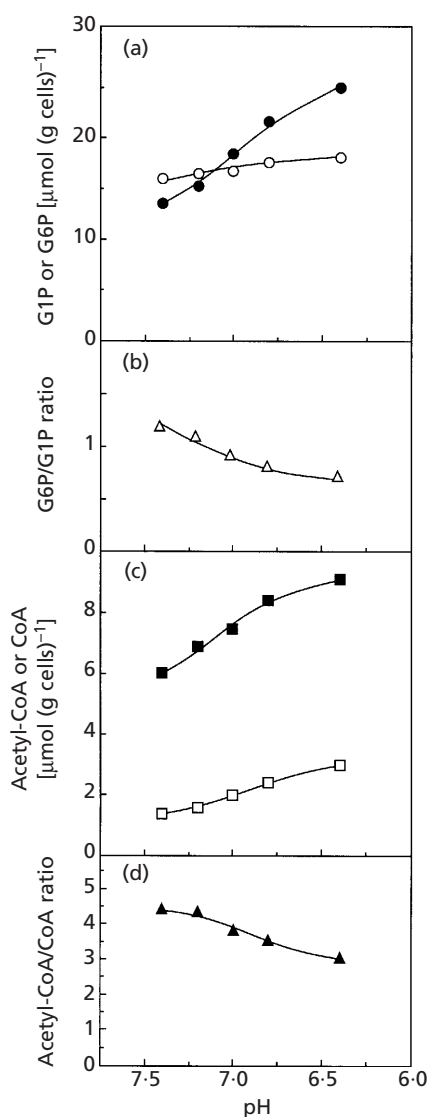 (a)
30
20
10
0
G1P or G6P [μmol (g cells)⁻¹]
(b)
1
0
G6P/G1P ratio
(c)
8
6
4
2
0
Acetyl-CoA or CoA
[μmol (g cells)⁻¹]
(d)
5
4
3
2
1
0
Acetyl-CoA/CoA ratio
7·5 7·0 6·5 6·0
pH